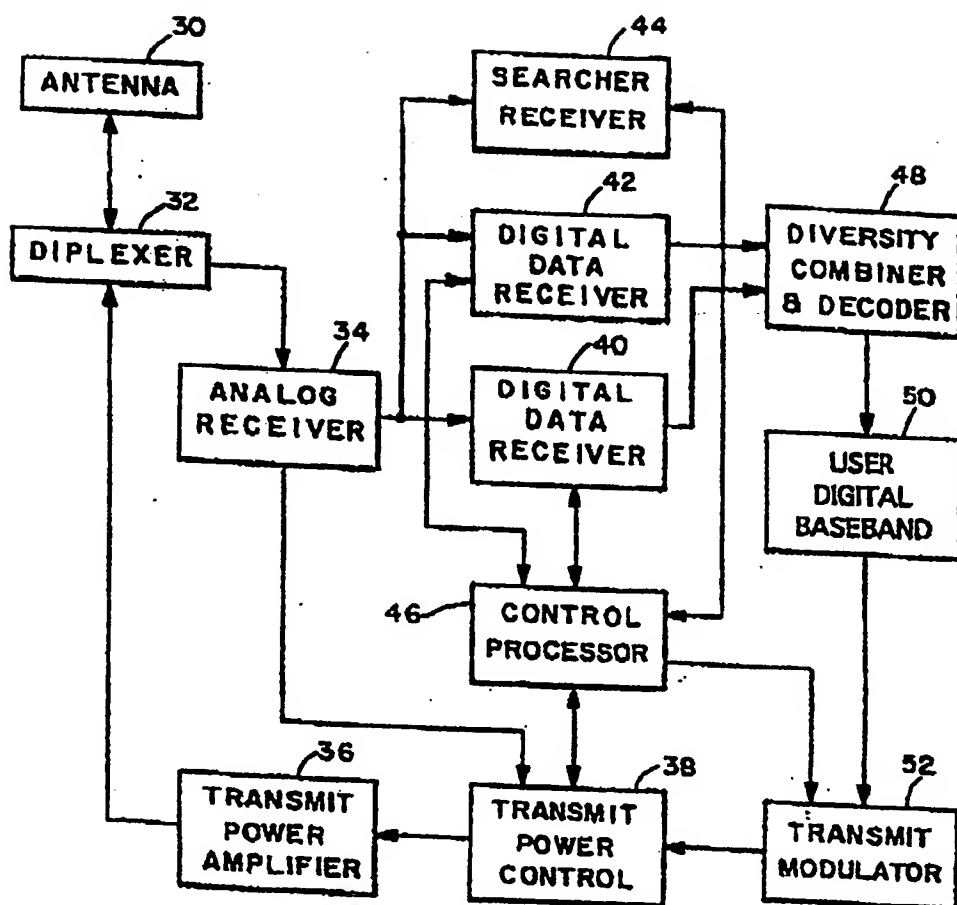 30
ANTENNA
32
DIPLEXER
34
ANALOG
RECEIVER
44
SEARCHER
RECEIVER
42
DIGITAL
DATA
RECEIVER
40
DIGITAL
DATA
RECEIVER
48
DIVERSITY
COMBINER
& DECODER
50
USER
DIGITAL
BASEBAND
46
CONTROL
PROCESSOR
36
TRANSMIT
POWER
AMPLIFIER
38
TRANSMIT
POWER
CONTROL
52
TRANSMIT
MODULATOR